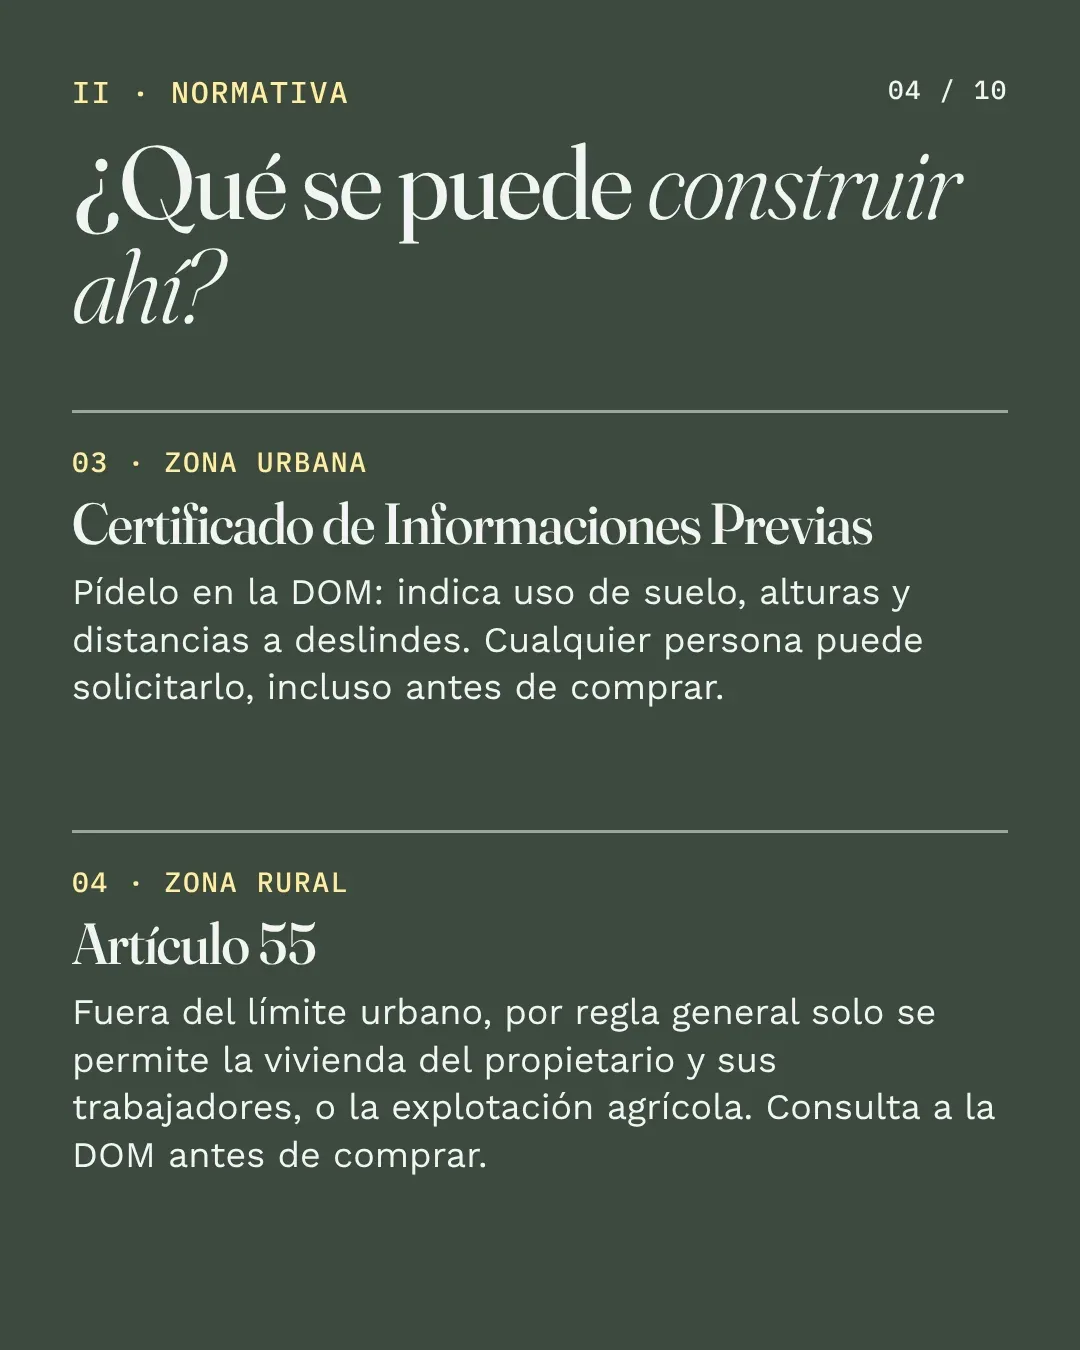 II · NORMATIVA
04 / 10
¿Qué se puede construir
ahí?
03 · ZONA URBANA
Certificado de Informaciones Previas
Pídelo en la DOM: indica uso de suelo, alturas y
distancias a deslindes. Cualquier persona puede
solicitarlo, incluso antes de comprar.
04 · ZONA RURAL
Artículo 55
Fuera del límite urbano, por regla general solo se
permite la vivienda del propietario y sus
trabajadores, o la explotación agrícola. Consulta a la
DOM antes de comprar.